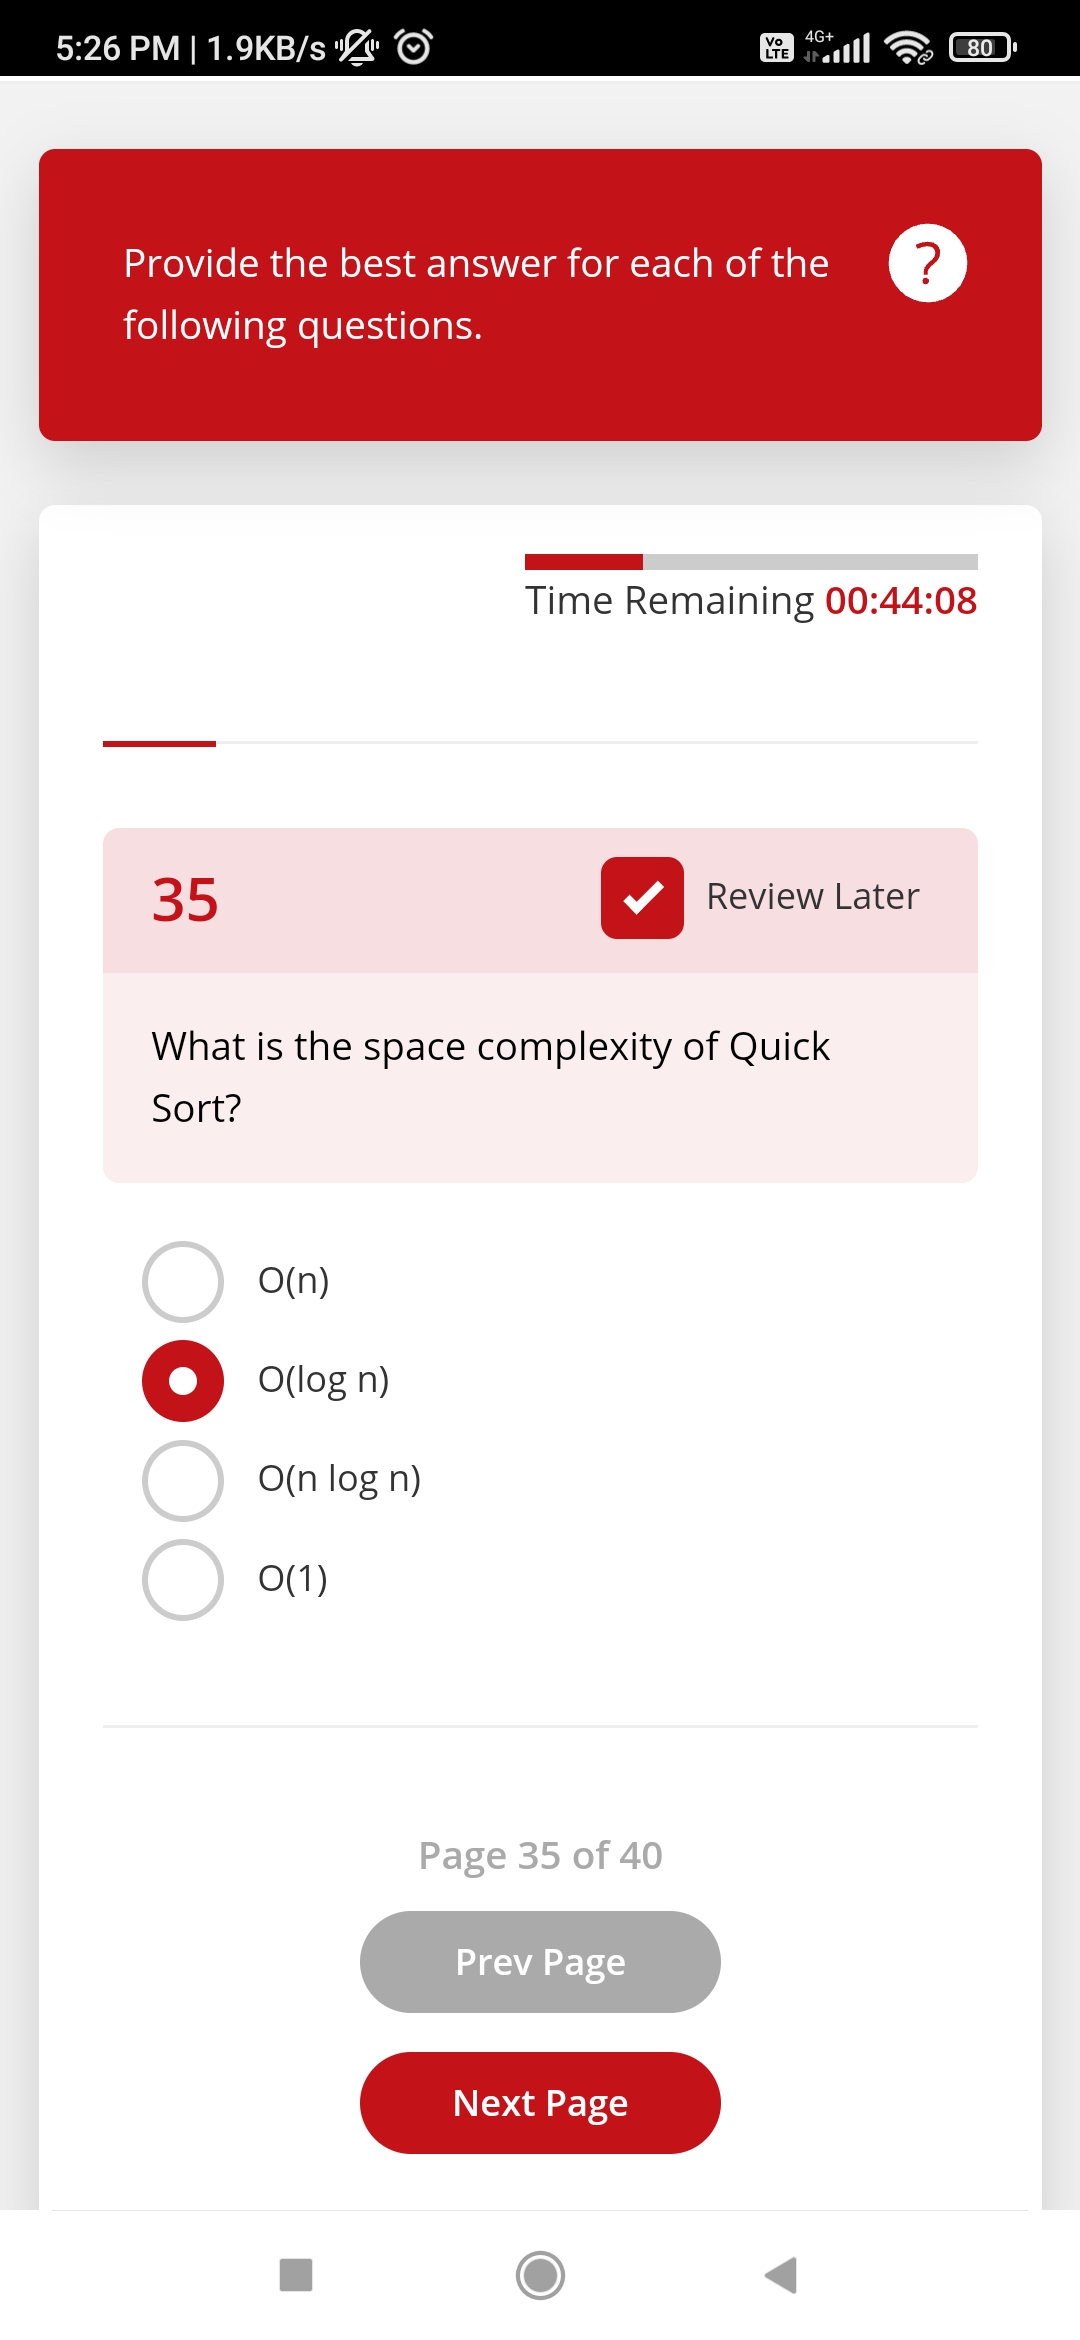 5:26 PM | 1.9KB/s
Vo LTE 4G+ 80
Provide the best answer for each of the
following questions.
?
Time Remaining 00:44:08
35
Review Later
What is the space complexity of Quick
Sort?
O(n)
O(log n)
O(n log n)
O(1)
Page 35 of 40
Prev Page
Next Page